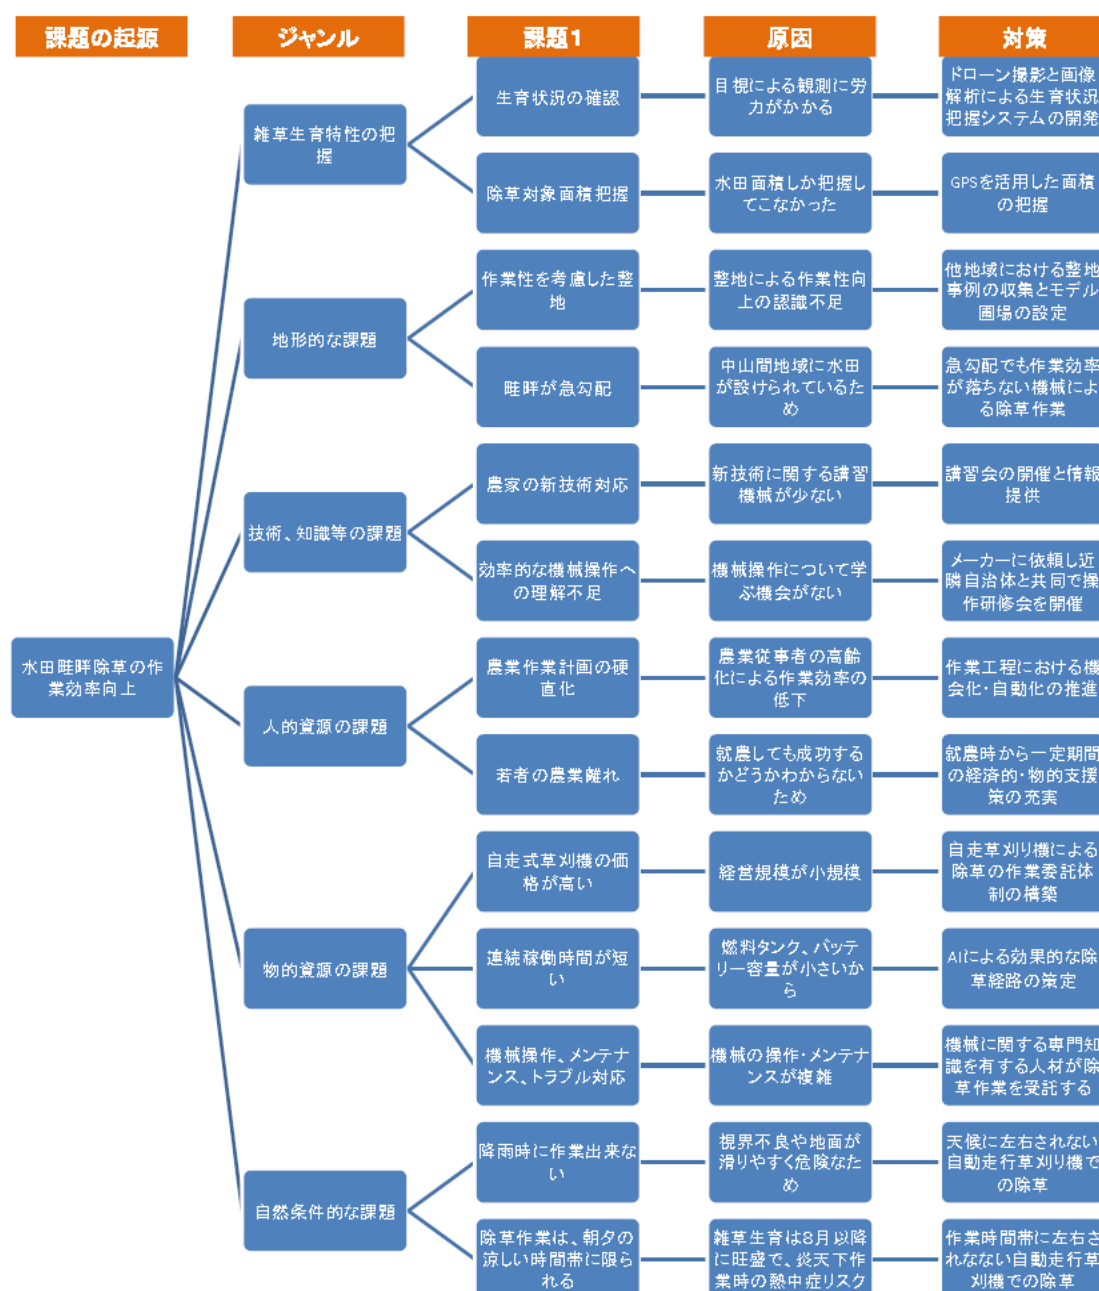 課題の起源
ジャンル
課題1
原因
対策
水田畦畔除草の作
業効率向上
雑草生育特性の把
握
生育状況の確認
目視による観測に労
力がかかる
ドローン撮影と画像
解析による生育状況
把握システムの開発
除草対象面積把握
水田面積しか把握し
てこなかった
GPSを活用した面積
の把握
地形的な課題
作業性を考慮した整
地
整地による作業性向
上の認識不足
他地域における整地
事例の収集とモデル
圃場の設定
畦畔が急勾配
中山間地域に水田
が設けられているた
め
急勾配でも作業効率
が落ちない機械によ
る除草作業
技術、知識等の課題
農家の新技術対応
新技術に関する講習
機械が少ない
講習会の開催と情報
提供
効率的な機械操作へ
の理解不足
機械操作について学
ぶ機会がない
メーカーに依頼し近
隣自治体と共同で操
作研修会を開催
人的資源の課題
農業作業計画の硬
直化
農業従事者の高齢
化による作業効率の
低下
作業工程における機
会化・自動化の推進
若者の農業離れ
就農しても成功する
かどうかわからない
ため
就農時から一定期間
の経済的・物的支援
策の充実
物的資源の課題
自走式草刈機の価
格が高い
経営規模が小規模
自走草刈り機による
除草の作業委託体
制の構築
連続稼働時間が短
い
燃料タンク、バッテ
リー容量が小さいか
ら
AIによる効果的な除
草経路の策定
機械操作、メンテナ
ンス、トラブル対応
機械の操作・メンテナ
ンスが複雑
機械に関する専門知
識を有する人材が除
草作業を受託する
自然条件的な課題
降雨時に作業出来な
い
視界不良や地面が
滑りやすく危険なた
め
天候に左右されない
自動走行草刈り機で
の除草
除草作業は、朝夕の
涼しい時間帯に限ら
れる
雑草生育は8月以降
に旺盛で、炎天下作
業時の熱中症リスク
作業時間帯に左右さ
れなない自動走行草
刈機での除草